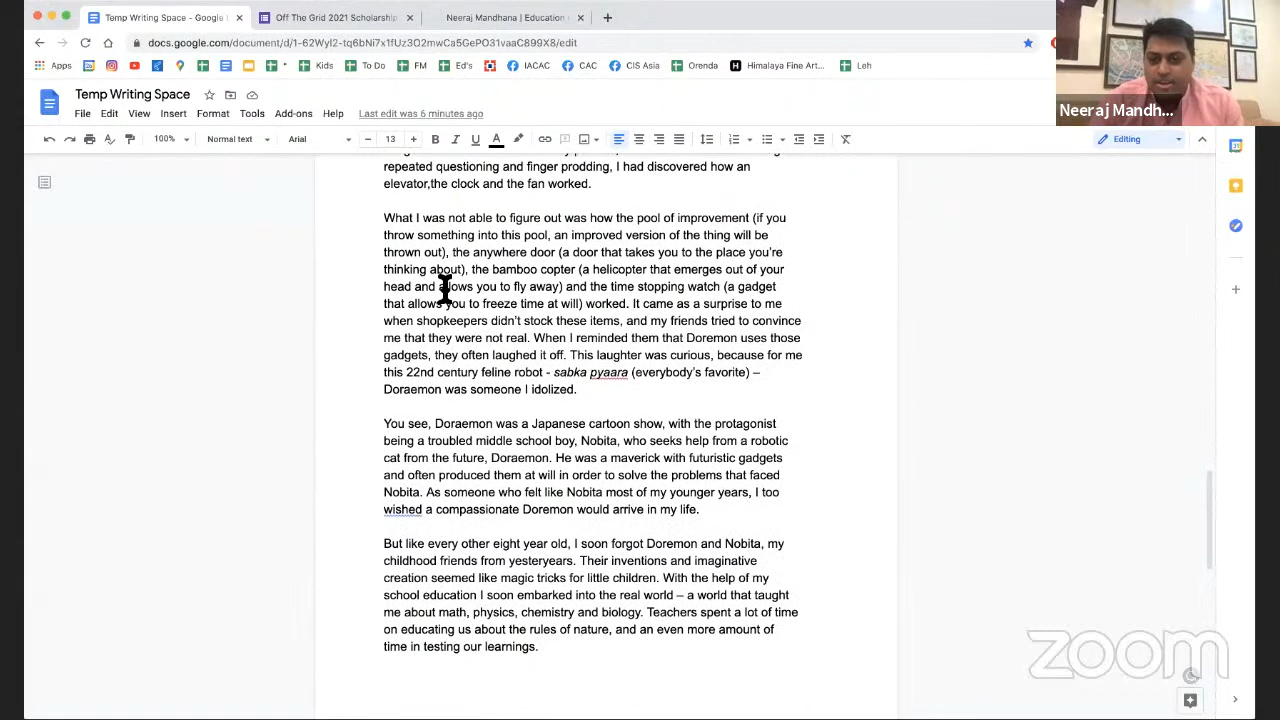 Temp Writing Space - Google
Off The Grid 2021 Scholarship
Neeraj Mandhana | Education
docs.google.com/document/d/1-62Wy2-tq6bNi7x1fUz3O2mwCa5GePO31vaaC899X8/edit
Apps
Kids
To Do
FM
Ed's
IACAC
CAC
CIS Asia
Orenda
Himalaya Fine Art...
Leh
Neeraj Mandh...
Temp Writing Space
File Edit View Insert Format Tools Add-ons Help Last edit was 6 minutes ago
100% Normal text Arial 13 Editing
repeated questioning and finger prodding, I had discovered how an
elevator,the clock and the fan worked.
What I was not able to figure out was how the pool of improvement (if you
throw something into this pool, an improved version of the thing will be
thrown out), the anywhere door (a door that takes you to the place you're
thinking about), the bamboo copter (a helicopter that emerges out of your
head and allows you to fly away) and the time stopping watch (a gadget
that allows you to freeze time at will) worked. It came as a surprise to me
when shopkeepers didn't stock these items, and my friends tried to convince
me that they were not real. When I reminded them that Doremon uses those
gadgets, they often laughed it off. This laughter was curious, because for me
this 22nd century feline robot - sabka pyaara (everybody's favorite) –
Doraemon was someone I idolized.
You see, Doraemon was a Japanese cartoon show, with the protagonist
being a troubled middle school boy, Nobita, who seeks help from a robotic
cat from the future, Doraemon. He was a maverick with futuristic gadgets
and often produced them at will in order to solve the problems that faced
Nobita. As someone who felt like Nobita most of my younger years, I too
wished a compassionate Doremon would arrive in my life.
But like every other eight year old, I soon forgot Doremon and Nobita, my
childhood friends from yesteryears. Their inventions and imaginative
creation seemed like magic tricks for little children. With the help of my
school education I soon embarked into the real world – a world that taught
me about math, physics, chemistry and biology. Teachers spent a lot of time
on educating us about the rules of nature, and an even more amount of
time in testing our learnings.
zoom